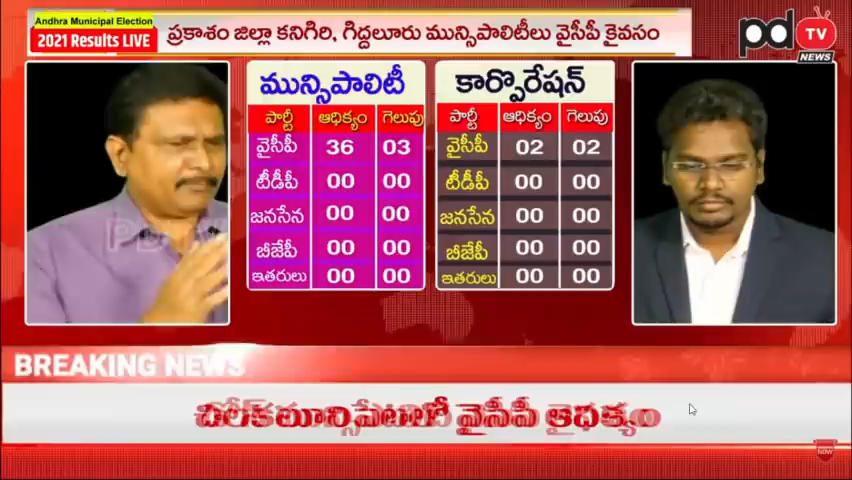 Andhra Municipal Election
2021 Results LIVE
ప్రకాశం జిల్లా కనిగిరి, గిద్దలూరు మున్సిపాలిటీలు వైసీపీ కైవసం
pd TV
NEWS
మున్సిపాలిటీ
పార్టీ ఆధిక్యం గెలుపు
వైసీపీ 36 03
టీడీపీ 00 00
జనసేన 00 00
బీజేపీ 00 00
ఇతరులు 00 00
కార్పొరేషన్
పార్టీ ఆధిక్యం గెలుపు
వైసీపీ 02 02
టీడీపీ 00 00
జనసేన 00 00
బీజేపీ 00 00
ఇతరులు 00 00
BREAKING NEWS
వైసీపీ ఆధిక్యం
NOW